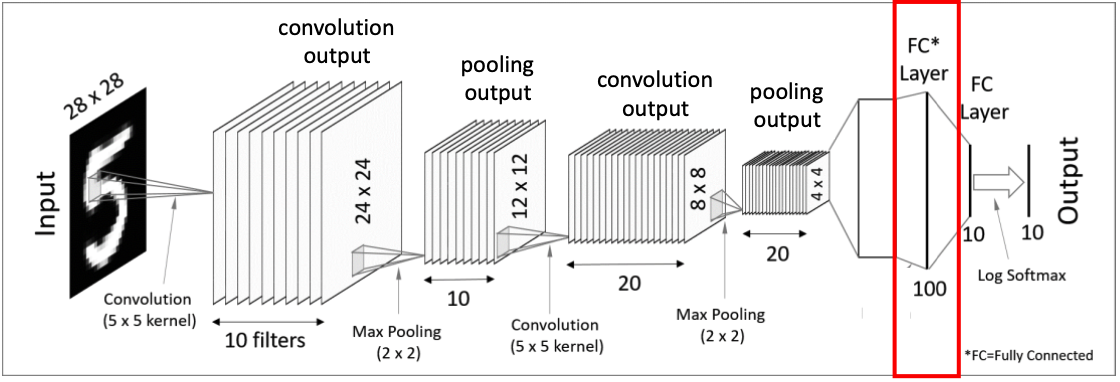 28 x 28
Input
Convolution
(5 x 5 kernel)
convolution
output
24 x 24
10 filters
Max Pooling
(2 x 2)
pooling
output
12 x 12
10
Convolution
(5 x 5 kernel)
convolution
output
8 x 8
20
Max Pooling
(2 x 2)
pooling
output
4 x 4
20
FC*
Layer
100
FC
Layer
10
Log Softmax
10
Output
*FC=Fully Connected